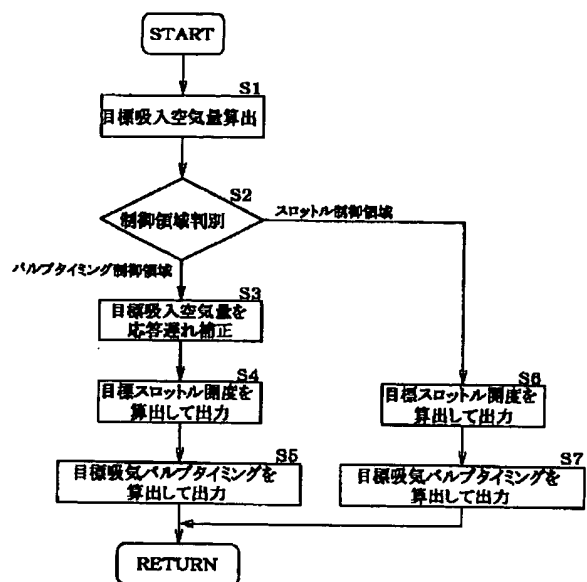 START
S1
目標吸入空気量算出
S2
制御領域判別
スロットル制御領域
バルブタイミング制御領域
S3
目標吸入空気量を
応答遅れ補正
S4
目標スロットル開度を
算出して出力
S6
目標スロットル開度を
算出して出力
S5
目標吸気バルブタイミングを
算出して出力
S7
目標吸気バルブタイミングを
算出して出力
RETURN